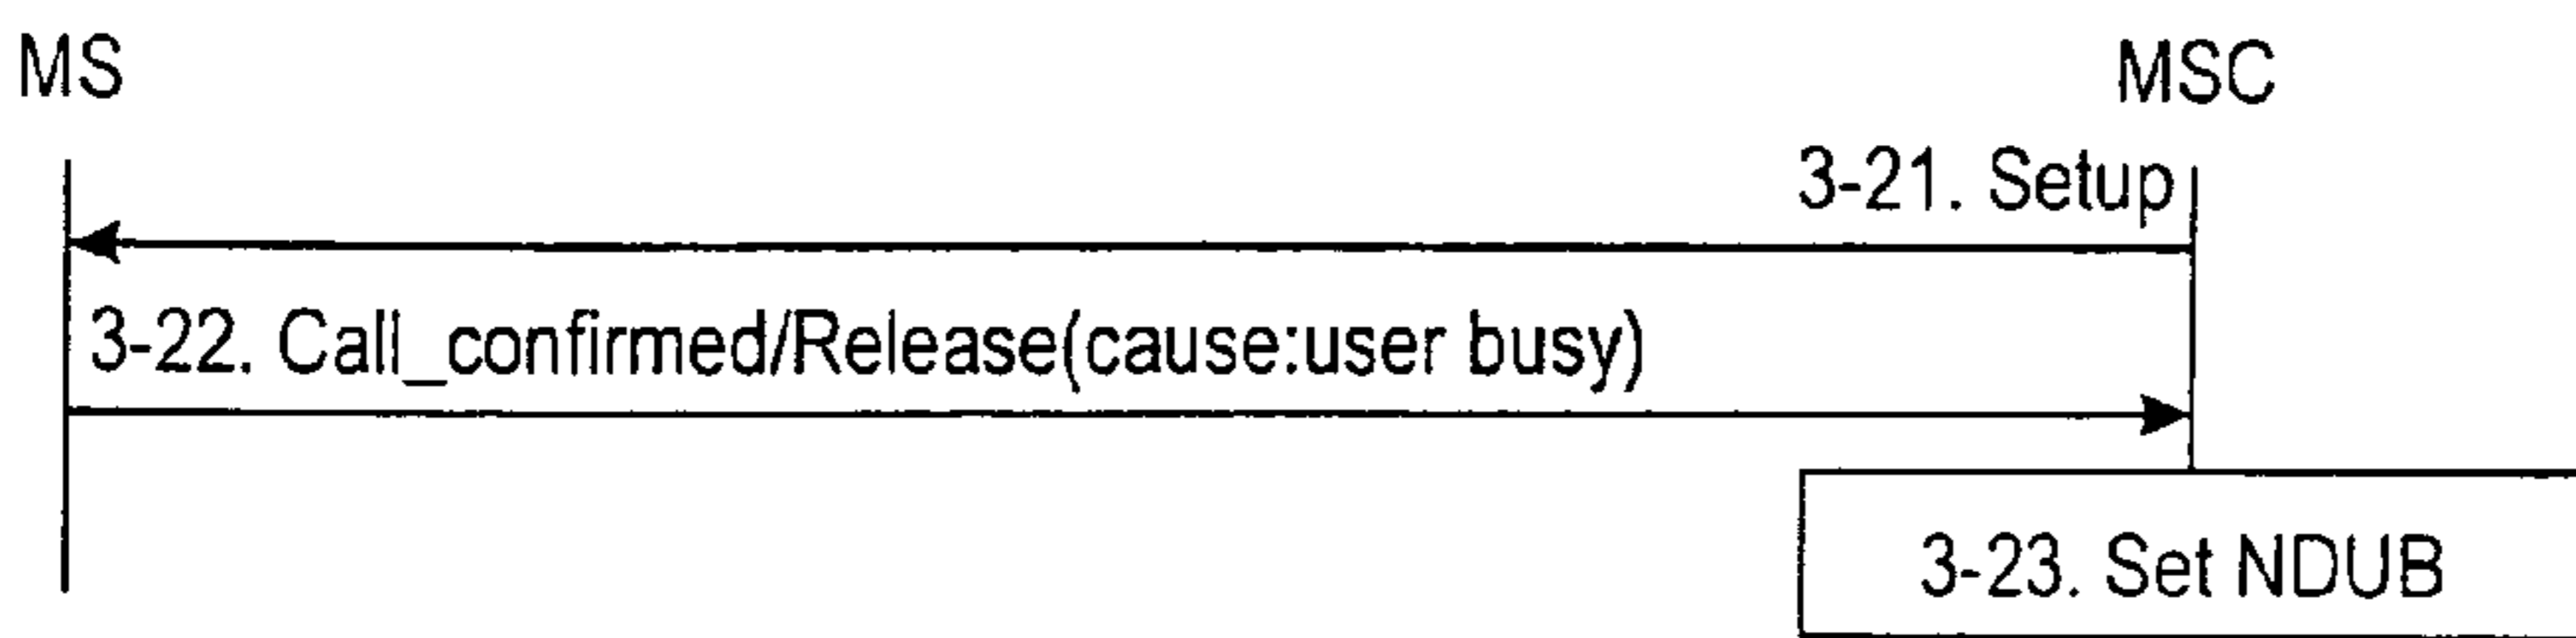 MS
MSC
3-21. Setup
3-22. Call_confirmed/Release(cause:user busy)
3-23. Set NDUB